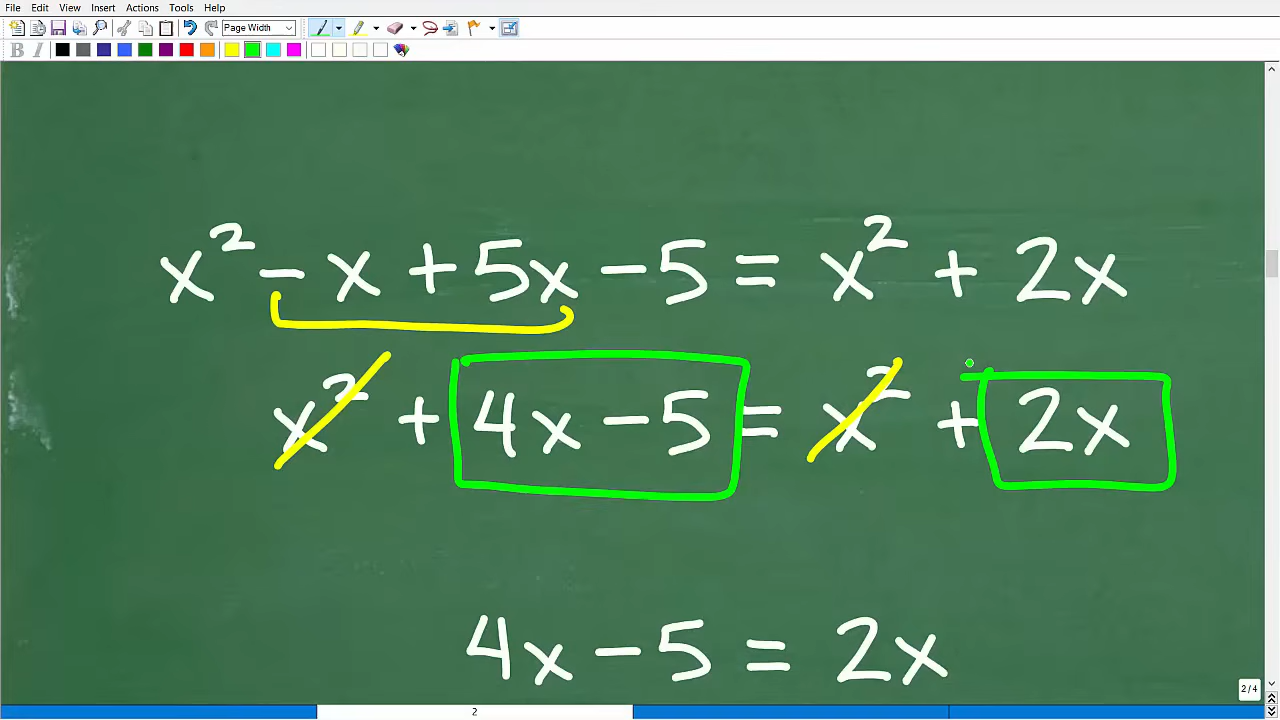 File Edit View Insert Actions Tools Help
Page Width
B I
x² - x + 5x - 5 = x² + 2x
x² + 4x - 5 = x² + 2x
4x - 5 = 2x
2/4
2